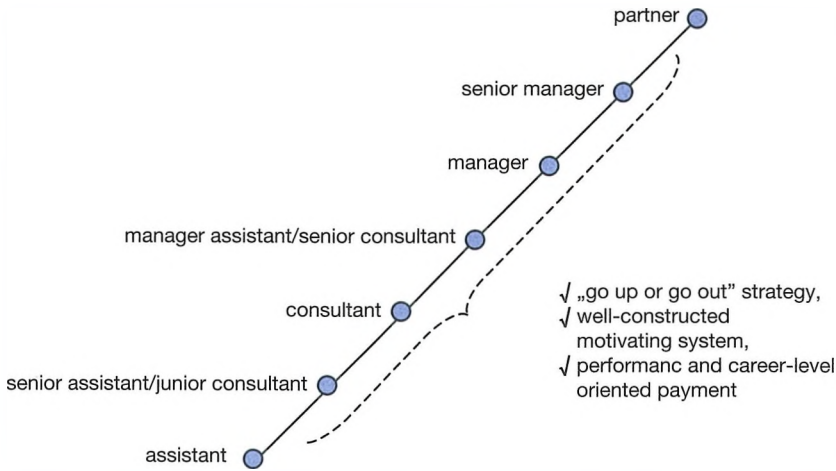 partner
senior manager
manager
manager assistant/senior consultant
consultant
senior assistant/junior consultant
assistant
√ „go up or go out” strategy,
√ well-constructed
motivating system,
√ performanc and career-level
oriented payment